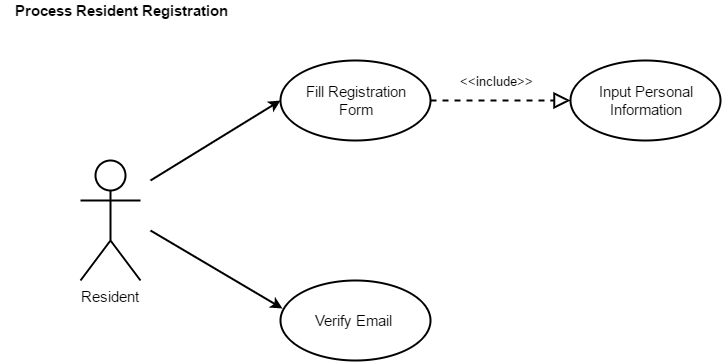 Process Resident Registration
Fill Registration
Form
<<include>>
Input Personal
Information
Resident
Verify Email